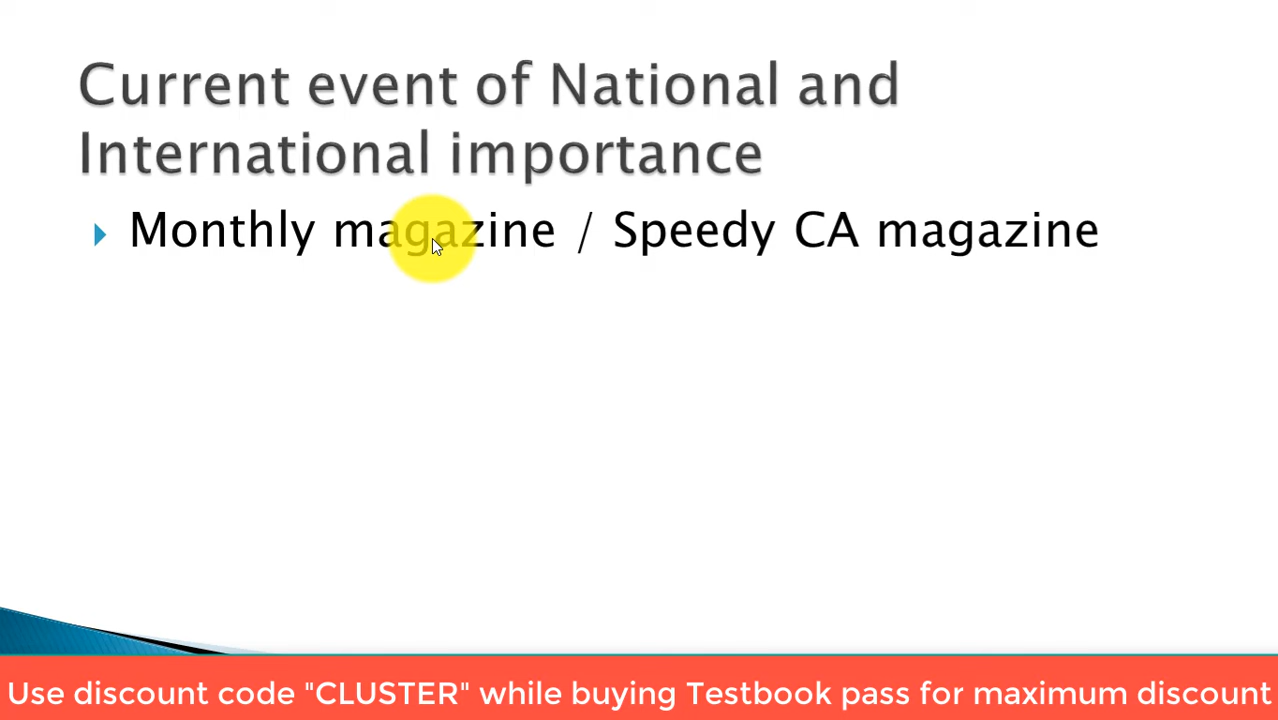 Current event of National and
International importance
Monthly magazine / Speedy CA magazine
Use discount code "CLUSTER" while buying Testbook pass for maximum discount